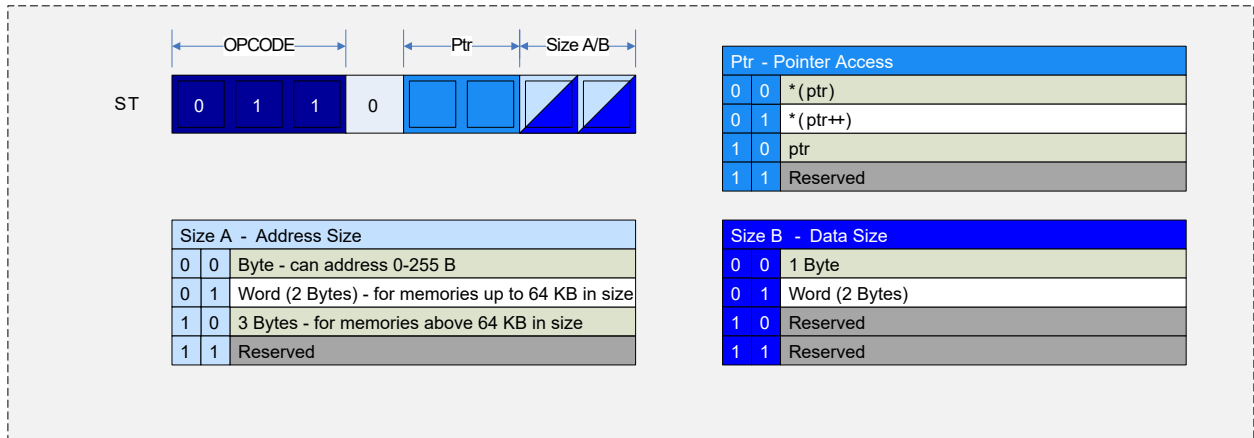 OPCODE Ptr Size A/B
ST 0 1 1 0
Ptr - Pointer Access
0 0 *(ptr)
0 1 *(ptr++)
1 0 ptr
1 1 Reserved
Size A - Address Size
0 0 Byte - can address 0-255 B
0 1 Word (2 Bytes) - for memories up to 64 KB in size
1 0 3 Bytes - for memories above 64 KB in size
1 1 Reserved
Size B - Data Size
0 0 1 Byte
0 1 Word (2 Bytes)
1 0 Reserved
1 1 Reserved